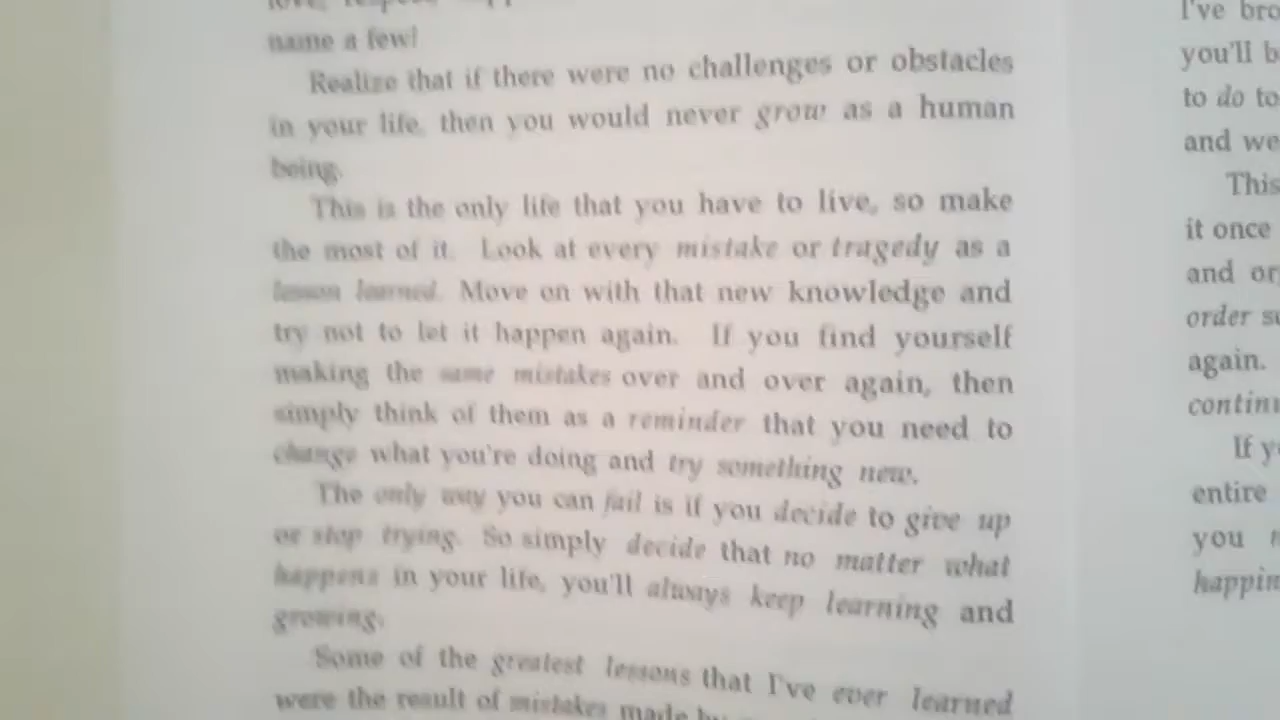 name a few!
Realize that if there were no challenges or obstacles
in your life, then you would never grow as a human
being.
This is the only life that you have to live, so make
the most of it. Look at every mistake or tragedy as a
lesson learned. Move on with that new knowledge and
try not to let it happen again. If you find yourself
making the same mistakes over and over again, then
simply think of them as a reminder that you need to
change what you're doing and try something new.
The only way you can fail is if you decide to give up
or stop trying. So simply decide that no matter what
happens in your life, you'll always keep learning and
growing.
Some of the greatest lessons that I've ever learned
were the result of mistakes made by
I've
you'll
to do to
and we
This
it once
and
order
again.
If
entire
you